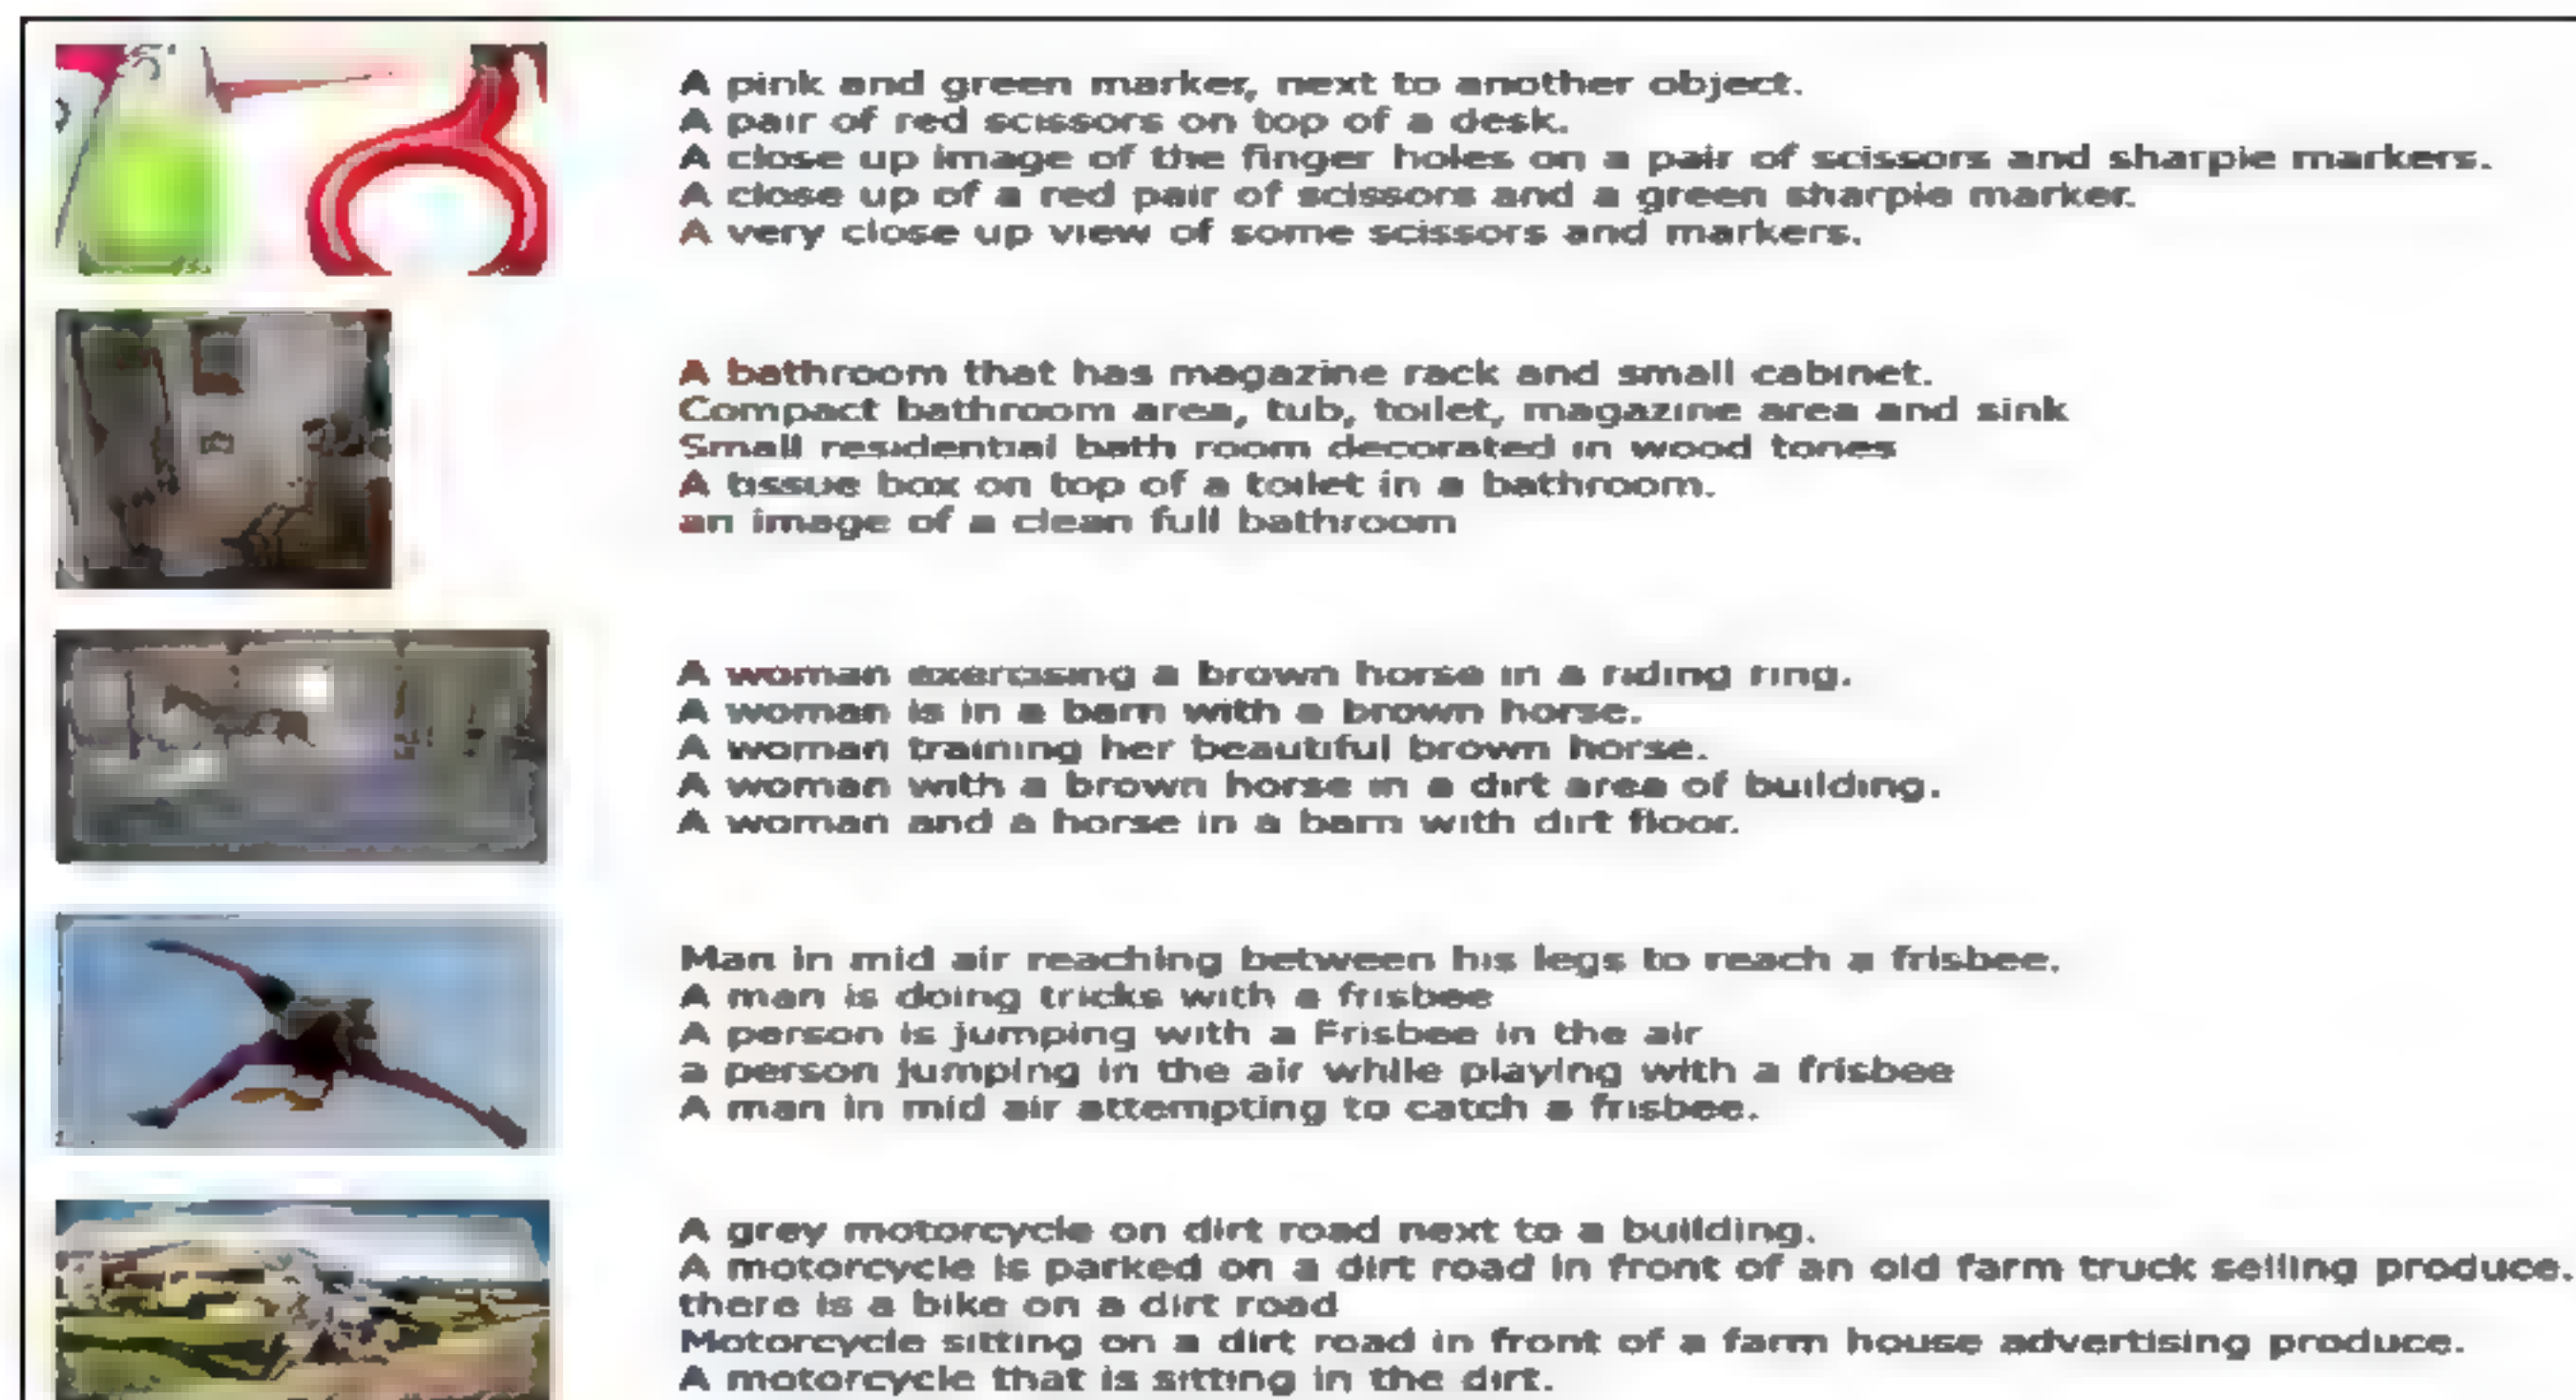 A pink and green marker, next to another object.
A pair of red scissors on top of a desk.
A close up image of the finger holes on a pair of scissors and sharpie markers.
A close up of a red pair of scissors and a green sharpie marker.
A very close up view of some scissors and markers.
A bathroom that has magazine rack and small cabinet.
Compact bathroom area, tub, toilet, magazine area and sink
Small residential bath room decorated in wood tones
A tissue box on top of a toilet in a bathroom.
an image of a clean full bathroom
A woman exercising a brown horse in a riding ring.
A woman is in a barn with a brown horse.
A woman training her beautiful brown horse.
A woman with a brown horse in a dirt area of building.
A woman and a horse in a barn with dirt floor.
Man in mid air reaching between his legs to reach a frisbee.
A man is doing tricks with a frisbee
A person is jumping with a Frisbee in the air
a person jumping in the air while playing with a frisbee
A man in mid air attempting to catch a frisbee.
A grey motorcycle on dirt road next to a building.
A motorcycle is parked on a dirt road in front of an old farm truck selling produce.
there is a bike on a dirt road
Motorcycle sitting on a dirt road in front of a farm house advertising produce.
A motorcycle that is sitting in the dirt.